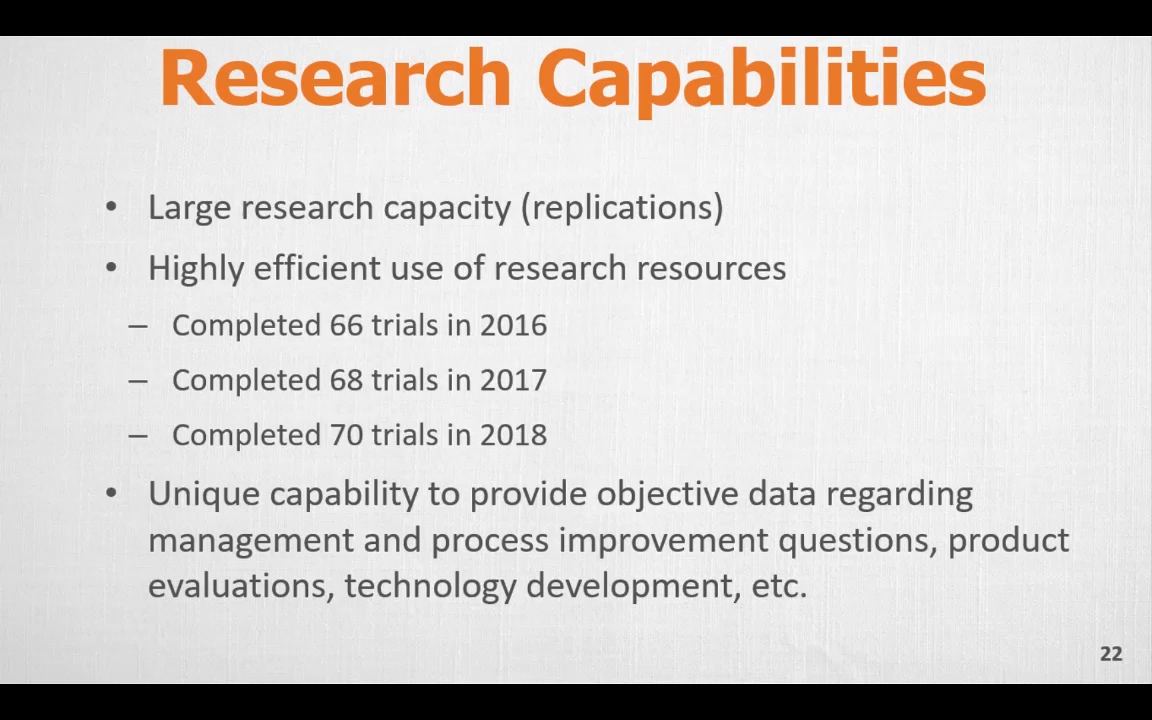 Research Capabilities
• Large research capacity (replications)
• Highly efficient use of research resources
– Completed 66 trials in 2016
– Completed 68 trials in 2017
– Completed 70 trials in 2018
• Unique capability to provide objective data regarding
management and process improvement questions, product
evaluations, technology development, etc.
22